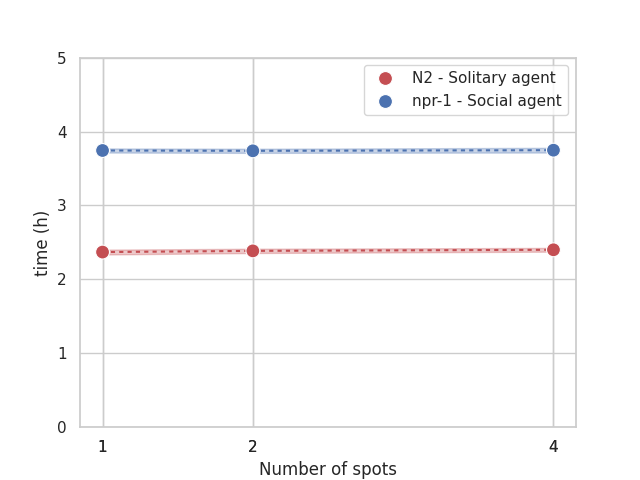 5
4
3
2
1
0
time (h)
N2 - Solitary agent
npr-1 - Social agent
1 2 4
Number of spots